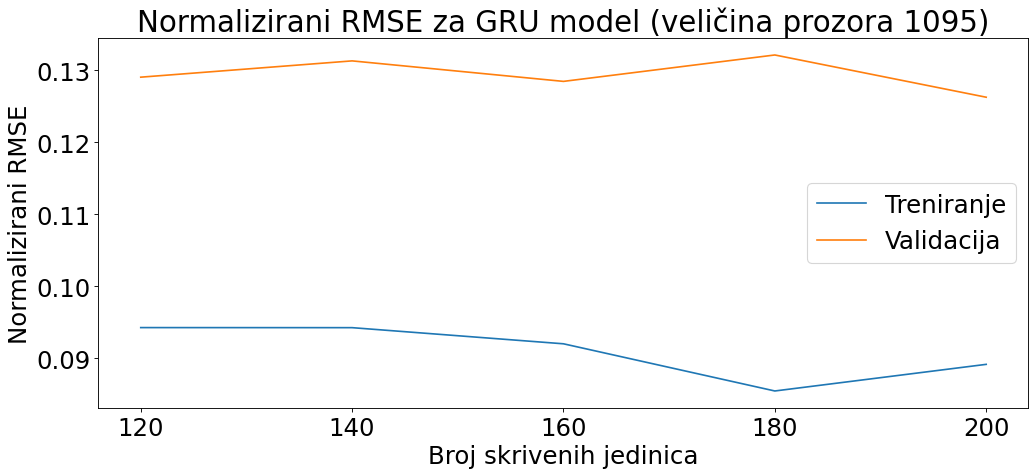 Normalizirani RMSE za GRU model (veličina prozora 1095)
Normalizirani RMSE
0.13
0.12
0.11
0.10
0.09
Treniranje
Validacija
120 140 160 180 200
Broj skrivenih jedinica